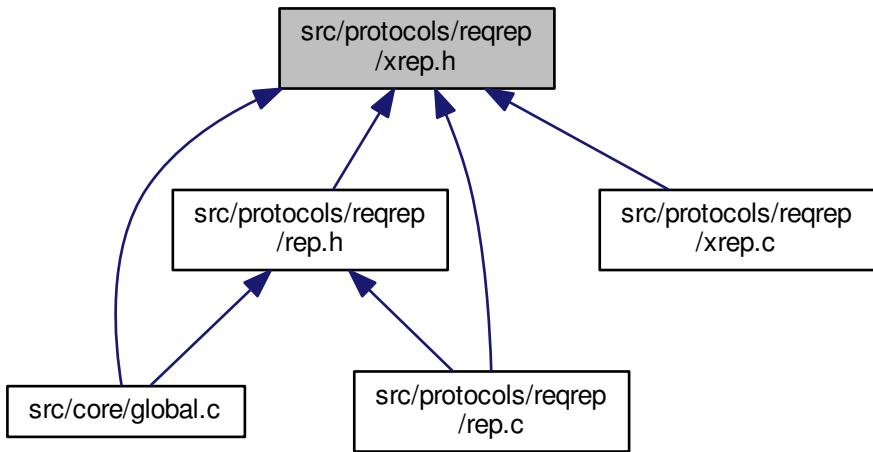 src/protocols/reqrep
/xrep.h
src/protocols/reqrep
/rep.h
src/protocols/reqrep
/xrep.c
src/core/global.c
src/protocols/reqrep
/rep.c